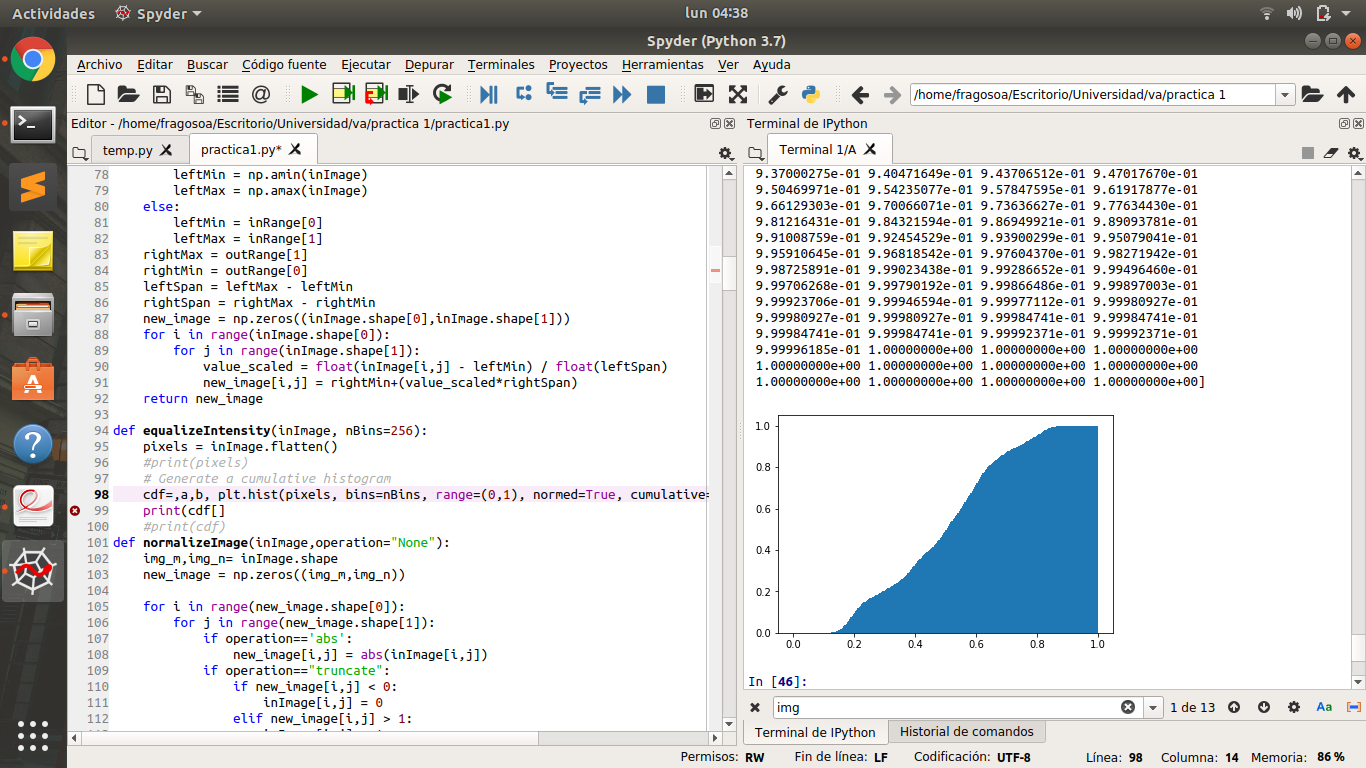 Actividades Spyder lun 04:38
Spyder (Python 3.7)
Archivo Editar Buscar Código fuente Ejecutar Depurar Terminales Proyectos Herramientas Ver Ayuda
/home/fragosoa/Escritorio/Universidad/va/practica 1
Editor - /home/fragosoa/Escritorio/Universidad/va/practica 1/practica1.py
temp.py practica1.py*
78 leftMin = np.amin(inImage)
79 leftMax = np.amax(inImage)
80 else:
81 leftMin = inRange[0]
82 leftMax = inRange[1]
83 rightMax = outRange[1]
84 rightMin = outRange[0]
85 leftSpan = leftMax - leftMin
86 rightSpan = rightMax - rightMin
87 new_image = np.zeros((inImage.shape[0],inImage.shape[1]))
88 for i in range(inImage.shape[0]):
89 for j in range(inImage.shape[1]):
90 value_scaled = float(inImage[i,j] - leftMin) / float(leftSpan)
91 new_image[i,j] = rightMin+(value_scaled*rightSpan)
92 return new_image
93
94 def equalizeIntensity(inImage, nBins=256):
95 pixels = inImage.flatten()
96 #print(pixels)
97 # Generate a cumulative histogram
98 cdf=,a,b, plt.hist(pixels, bins=nBins, range=(0,1), normed=True, cumulative=
99 print(cdf[]
100 #print(cdf)
101 def normalizeImage(inImage,operation="None"):
102 img_m,img_n= inImage.shape
103 new_image = np.zeros((img_m,img_n))
104
105 for i in range(new_image.shape[0]):
106 for j in range(new_image.shape[1]):
107 if operation=='abs':
108 new_image[i,j] = abs(inImage[i,j])
109 if operation=="truncate":
110 if new_image[i,j] < 0:
111 inImage[i,j] = 0
112 elif new_image[i,j] > 1:
Terminal de IPython
Terminal 1/A
9.37000275e-01 9.40471649e-01 9.43706512e-01 9.47017670e-01
9.50469971e-01 9.54235077e-01 9.57847595e-01 9.61917877e-01
9.66129303e-01 9.70066071e-01 9.73636627e-01 9.77634430e-01
9.81216431e-01 9.84321594e-01 9.86949921e-01 9.89093781e-01
9.91008759e-01 9.92454529e-01 9.93900299e-01 9.95079041e-01
9.95910645e-01 9.96818542e-01 9.97604370e-01 9.98271942e-01
9.98725891e-01 9.99023438e-01 9.99286652e-01 9.99496460e-01
9.99706268e-01 9.99790192e-01 9.99866486e-01 9.99897003e-01
9.99923706e-01 9.99946594e-01 9.99977112e-01 9.99980927e-01
9.99980927e-01 9.99980927e-01 9.99984741e-01 9.99984741e-01
9.99984741e-01 9.99984741e-01 9.99992371e-01 9.99992371e-01
9.99996185e-01 1.00000000e+00 1.00000000e+00 1.00000000e+00
1.00000000e+00 1.00000000e+00 1.00000000e+00 1.00000000e+00
1.00000000e+00 1.00000000e+00 1.00000000e+00 1.00000000e+00]
1.0
0.8
0.6
0.4
0.2
0.0
0.0 0.2 0.4 0.6 0.8 1.0
In [46]:
img 1 de 13 Aa
Terminal de IPython Historial de comandos
Permisos: RW Fin de línea: LF Codificación: UTF-8 Línea: 98 Columna: 14 Memoria: 86 %